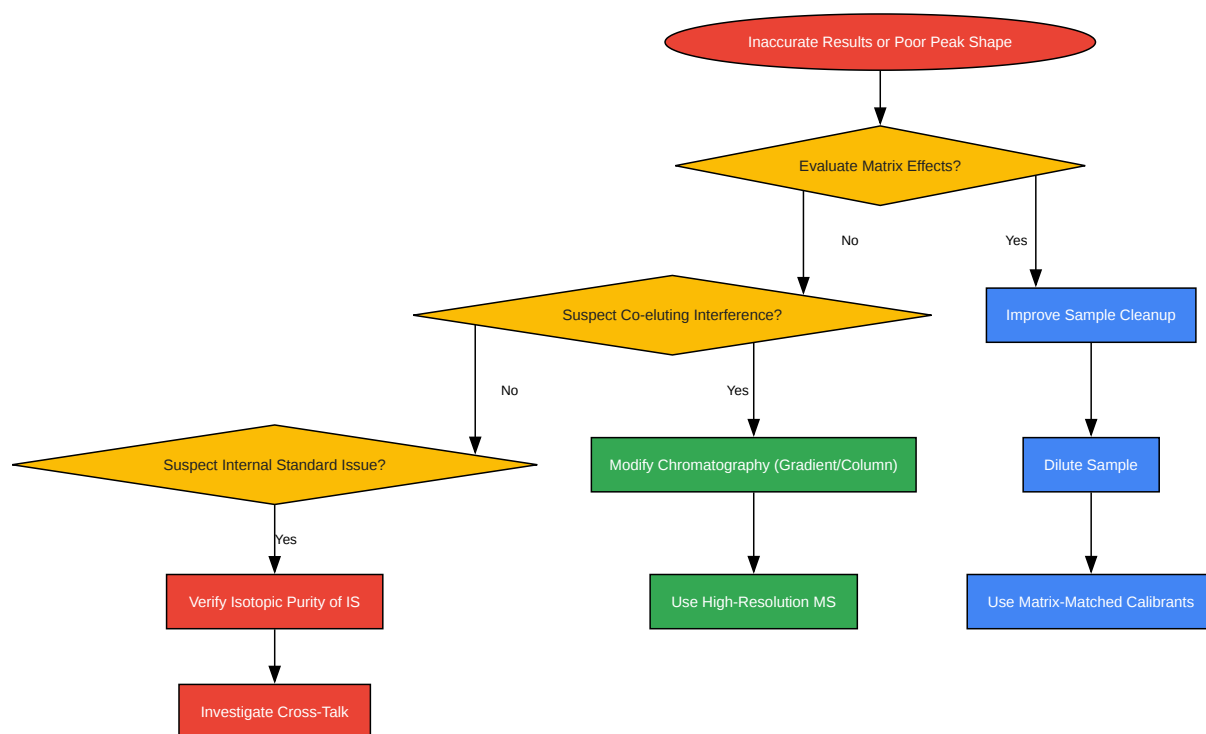 Inaccurate Results or Poor Peak Shape
Evaluate Matrix Effects?
No
Yes
Suspect Co-eluting Interference?
Improve Sample Cleanup
No
Yes
Suspect Internal Standard Issue?
Modify Chromatography (Gradient/Column)
Dilute Sample
Yes
Verify Isotopic Purity of IS
Use High-Resolution MS
Use Matrix-Matched Calibrants
Investigate Cross-Talk